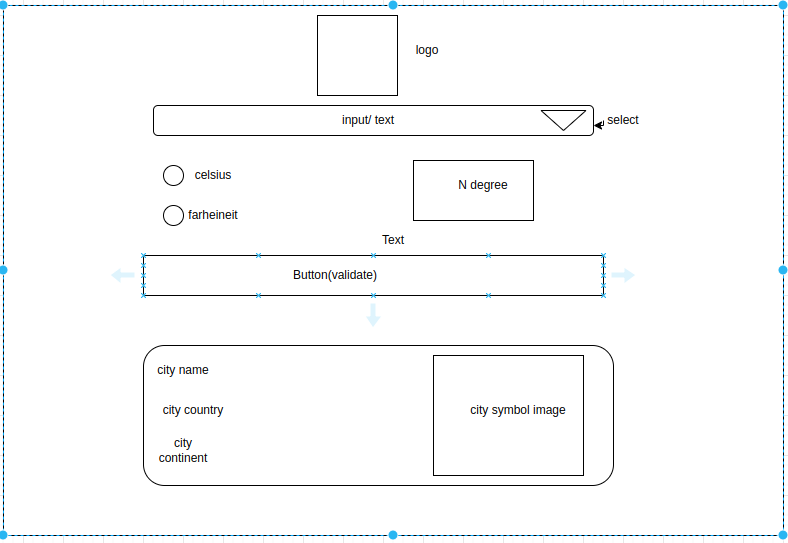 logo
input/ text
select
celsius
N degree
farheineit
Text
Button(validate)
city name
city country
city symbol image
city
continent